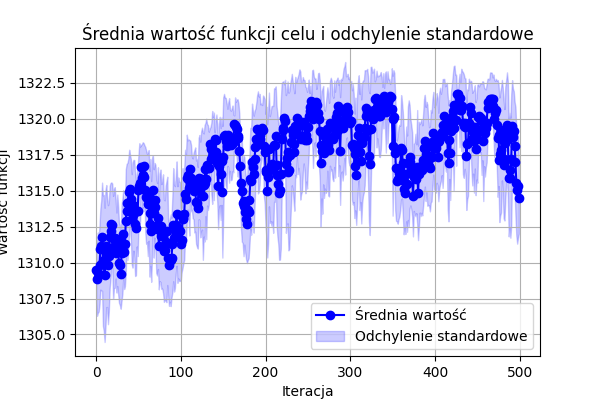 Średnia wartość funkcji celu i odchylenie standardowe
1322.5
1320.0
1317.5
1315.0
1312.5
1310.0
1307.5
1305.0
Wartość funkcji
0
100
200
300
400
500
Iteracja
Średnia wartość
Odchylenie standardowe